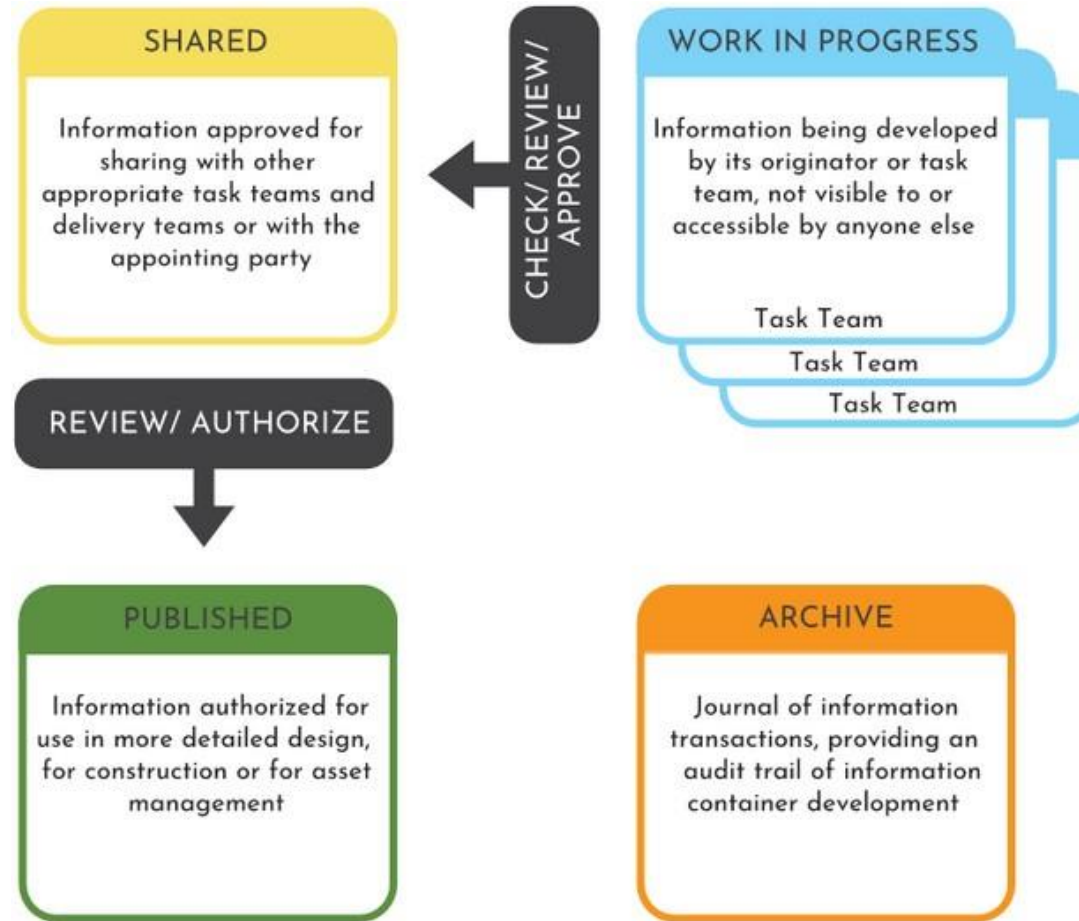 SHARED
Information approved for
sharing with other
appropriate task teams and
delivery teams or with the
appointing party
CHECK/ REVIEW/
APPROVE
WORK IN PROGRESS
Information being developed
by its originator or task
team, not visible to or
accessible by anyone else
Task Team
Task Team
Task Team
REVIEW/ AUTHORIZE
PUBLISHED
Information authorized for
use in more detailed design,
for construction or for asset
management
ARCHIVE
Journal of information
transactions, providing an
audit trail of information
container development